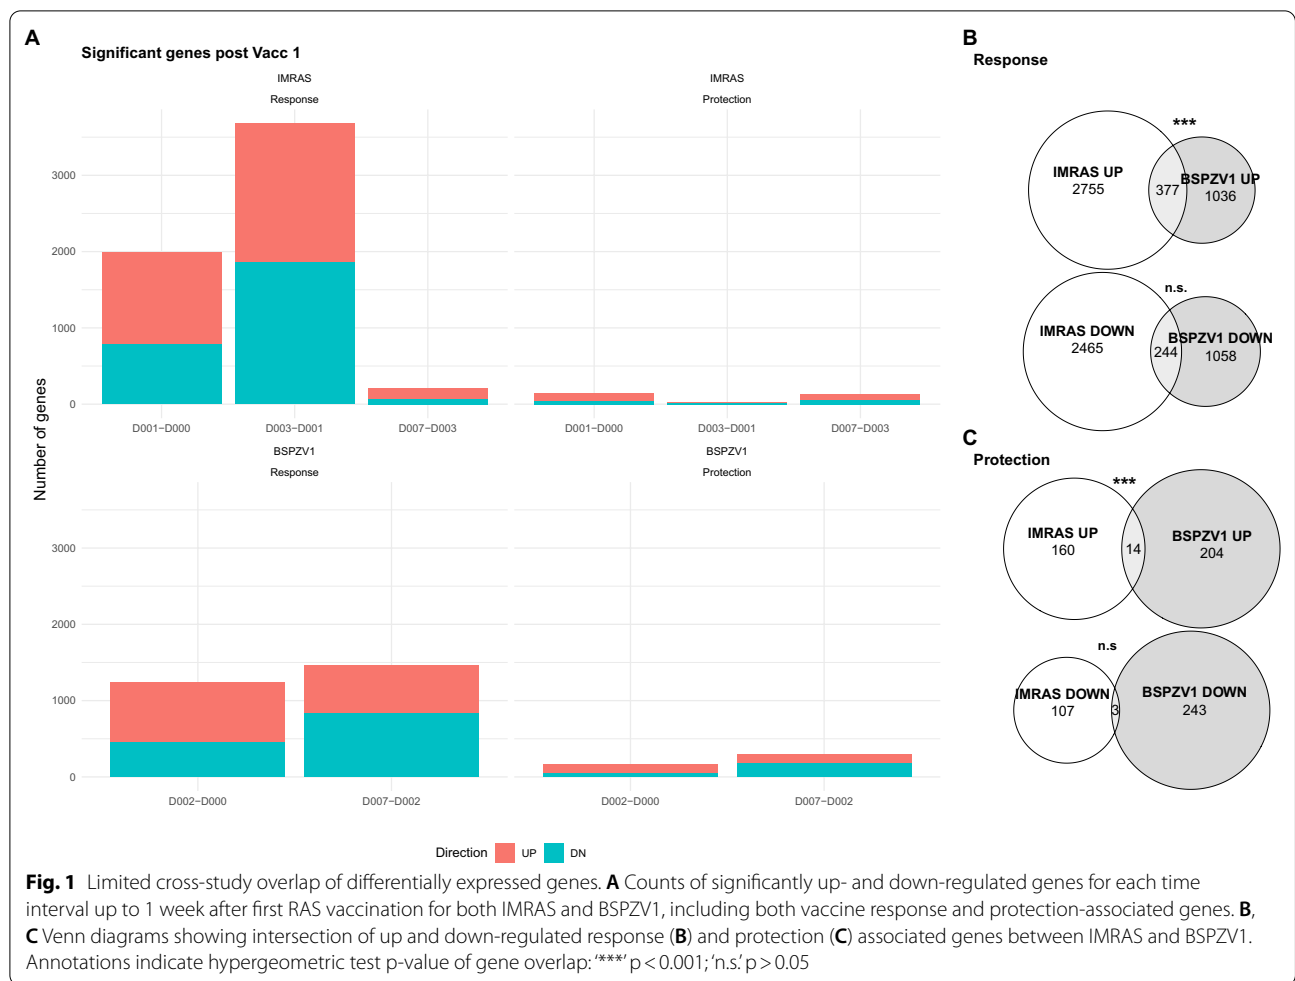 A
Significant genes post Vacc 1
IMRAS
Response
IMRAS
Protection
3000
2000
1000
0
D001−D000
D003−D001
D007−D003
D001−D000
D003−D001
D007−D003
Number of genes
BSPZV1
Response
BSPZV1
Protection
3000
2000
1000
0
D002−D000
D007−D002
D002−D000
D007−D002
Direction UP DN
B
Response
***
IMRAS UP
2755
377
BSPZV1 UP
1036
n.s.
IMRAS DOWN
2465
244
BSPZV1 DOWN
1058
C
Protection
***
IMRAS UP
160
14
BSPZV1 UP
204
n.s
IMRAS DOWN
107
3
BSPZV1 DOWN
243
Fig. 1 Limited cross-study overlap of differentially expressed genes. A Counts of significantly up- and down-regulated genes for each time
interval up to 1 week after first RAS vaccination for both IMRAS and BSPZV1, including both vaccine response and protection-associated genes. B,
C Venn diagrams showing intersection of up and down-regulated response (B) and protection (C) associated genes between IMRAS and BSPZV1.
Annotations indicate hypergeometric test p-value of gene overlap: ‘***’ p < 0.001; ‘n.s.’ p > 0.05